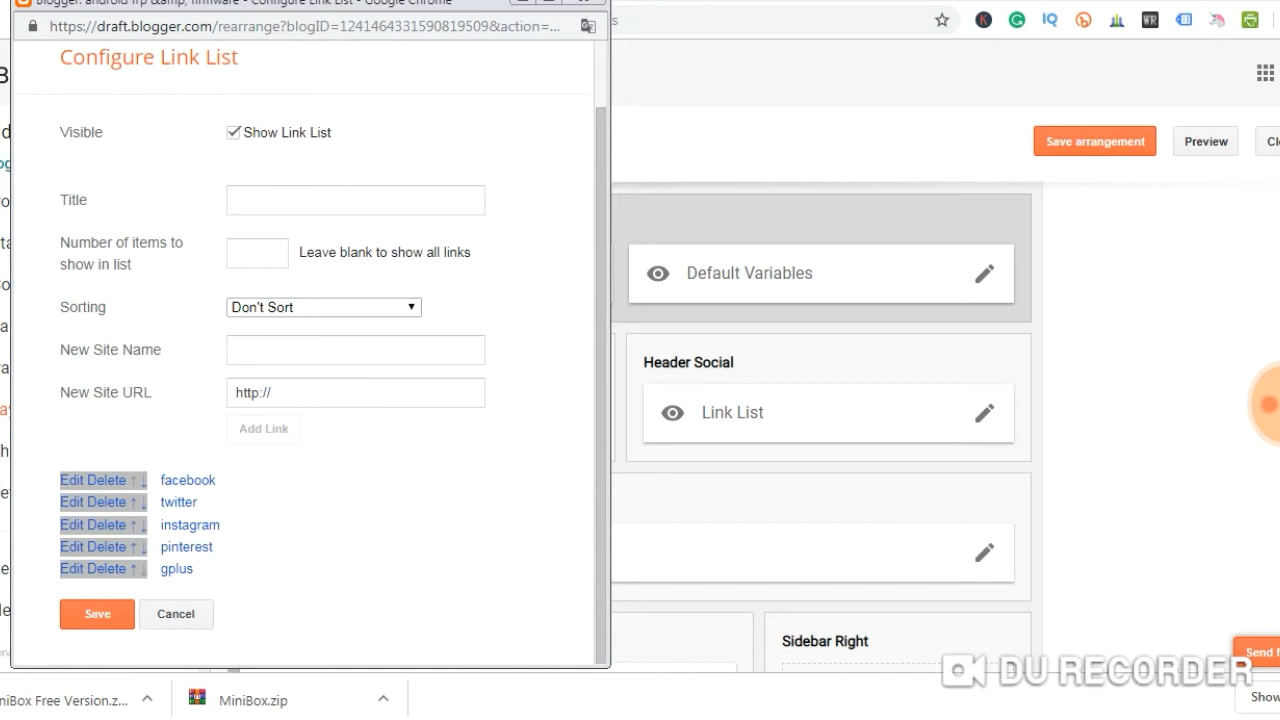 Blogger: android frp &amp, firmware - Configure Link List - Google Chrome
https://draft.blogger.com/rearrange?blogID=1241464331590819509&action=...
Configure Link List
Save arrangement
Preview
Visible
Show Link List
Title
Number of items to
show in list
Leave blank to show all links
Default Variables
Sorting
Don't Sort
New Site Name
Header Social
New Site URL
http://
Link List
Add Link
Edit Delete ↑ ↓ facebook
Edit Delete ↑ ↓ twitter
Edit Delete ↑ ↓ instagram
Edit Delete ↑ ↓ pinterest
Edit Delete ↑ ↓ gplus
Save
Cancel
Sidebar Right
Send f
DU RECORDER
niBox Free Version.z...
MiniBox.zip
Show